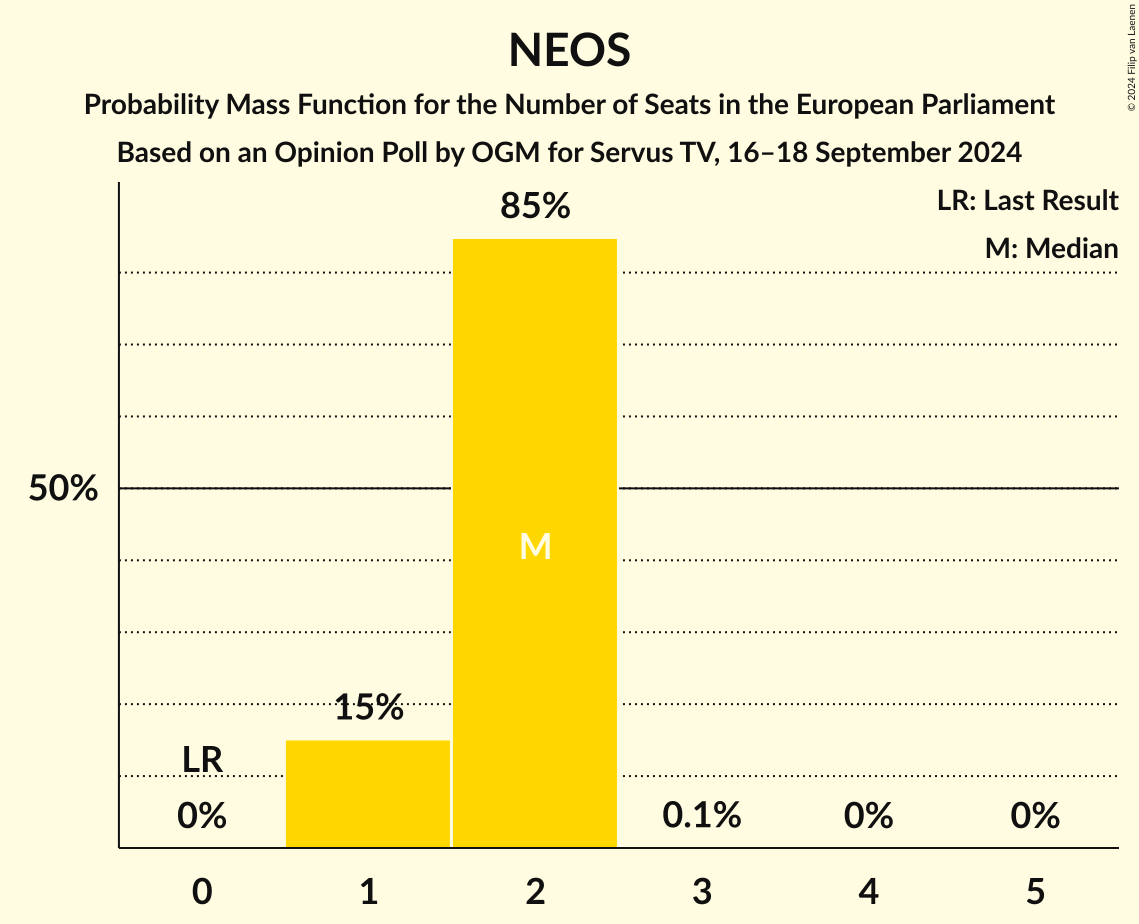 NEOS
Probability Mass Function for the Number of Seats in the European Parliament
Based on an Opinion Poll by OGM for Servus TV, 16–18 September 2024
© 2024 Filip van Laenen
LR: Last Result
M: Median
85%
50%
M
15%
LR
0%
0.1%
0%
0%
0 1 2 3 4 5